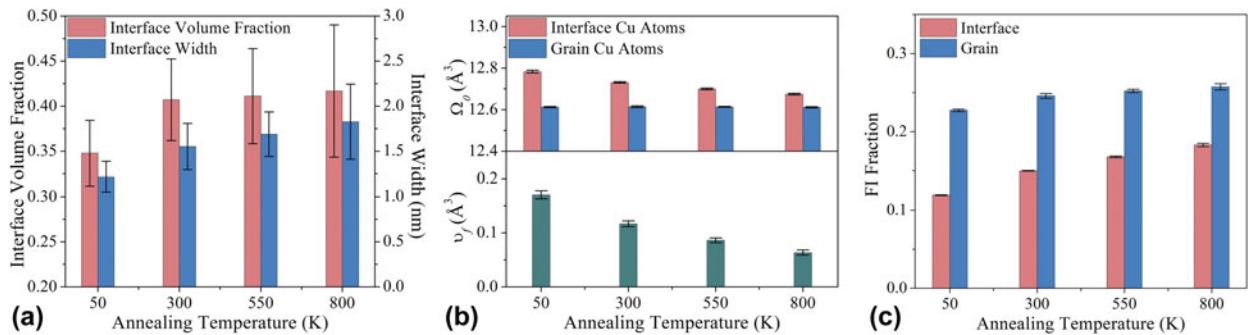 0.50
0.45
0.40
0.35
0.30
0.25
0.20
Interface Volume Fraction
Interface Volume Fraction
Interface Width
3.0
2.5
2.0
1.5
1.0
0.5
0.0
Interface Width (nm)
50 300 550 800
Annealing Temperature (K)
(a)
13.0
12.8
12.6
12.4
Ω₀ (Å³)
Interface Cu Atoms
Grain Cu Atoms
0.2
0.1
0.0
υf (Å³)
50 300 550 800
Annealing Temperature (K)
(b)
0.3
0.2
0.1
0.0
FI Fraction
Interface
Grain
50 300 550 800
Annealing Temperature (K)
(c)